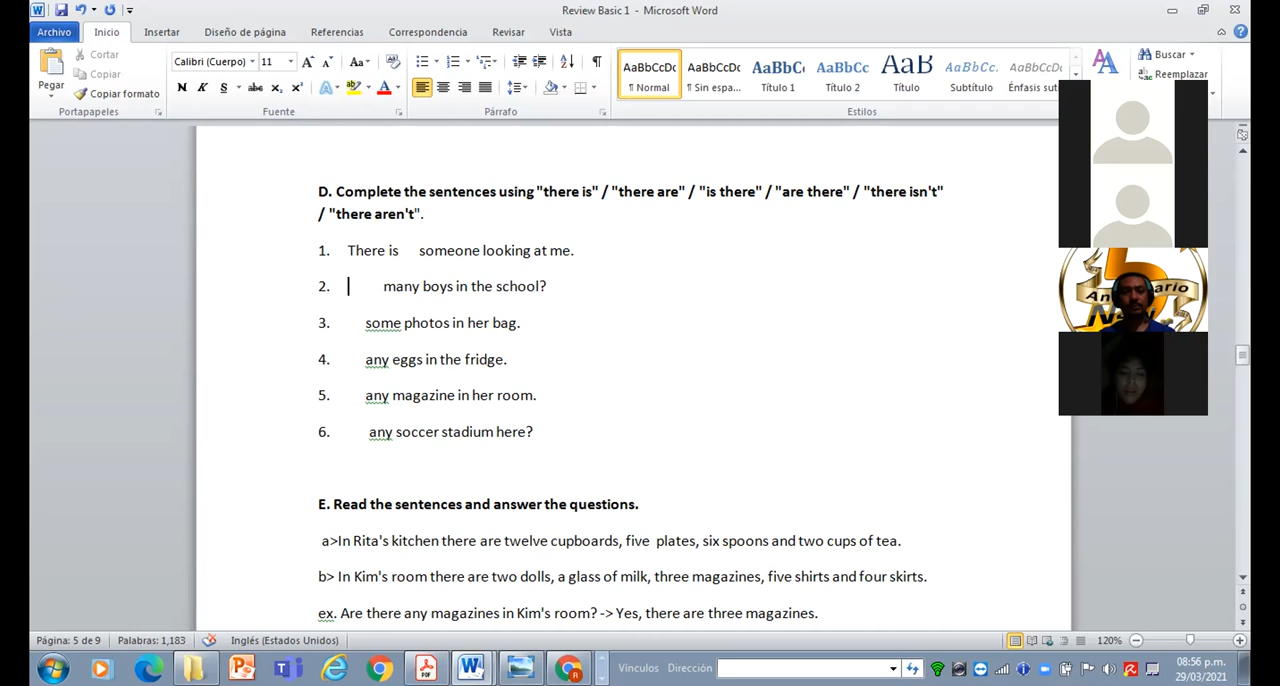 Review Basic 1 - Microsoft Word
Archivo Inicio Insertar Diseño de página Referencias Correspondencia Revisar Vista
Pegar
Cortar
Copiar
Copiar formato
Portapapeles
Calibri (Cuerpo) 11
Fuente
Párrafo
AaBbCcDc AaBbCcDc AaBbC AaBbCc AaB AaBbCc. AaBbCcDc
¶ Normal ¶ Sin espa... Título 1 Título 2 Título Subtítulo Énfasis sut
Estilos
Buscar
Reemplazar
D. Complete the sentences using "there is" / "there are" / "is there" / "are there" / "there isn't"
/ "there aren't".
1. There is someone looking at me.
2. many boys in the school?
3. some photos in her bag.
4. any eggs in the fridge.
5. any magazine in her room.
6. any soccer stadium here?
E. Read the sentences and answer the questions.
a>In Rita's kitchen there are twelve cupboards, five plates, six spoons and two cups of tea.
b> In Kim's room there are two dolls, a glass of milk, three magazines, five shirts and four skirts.
ex. Are there any magazines in Kim's room? -> Yes, there are three magazines.
Página: 5 de 9 Palabras: 1,183 Inglés (Estados Unidos) 120%
Vínculos Dirección
08:56 p.m.
29/03/2021